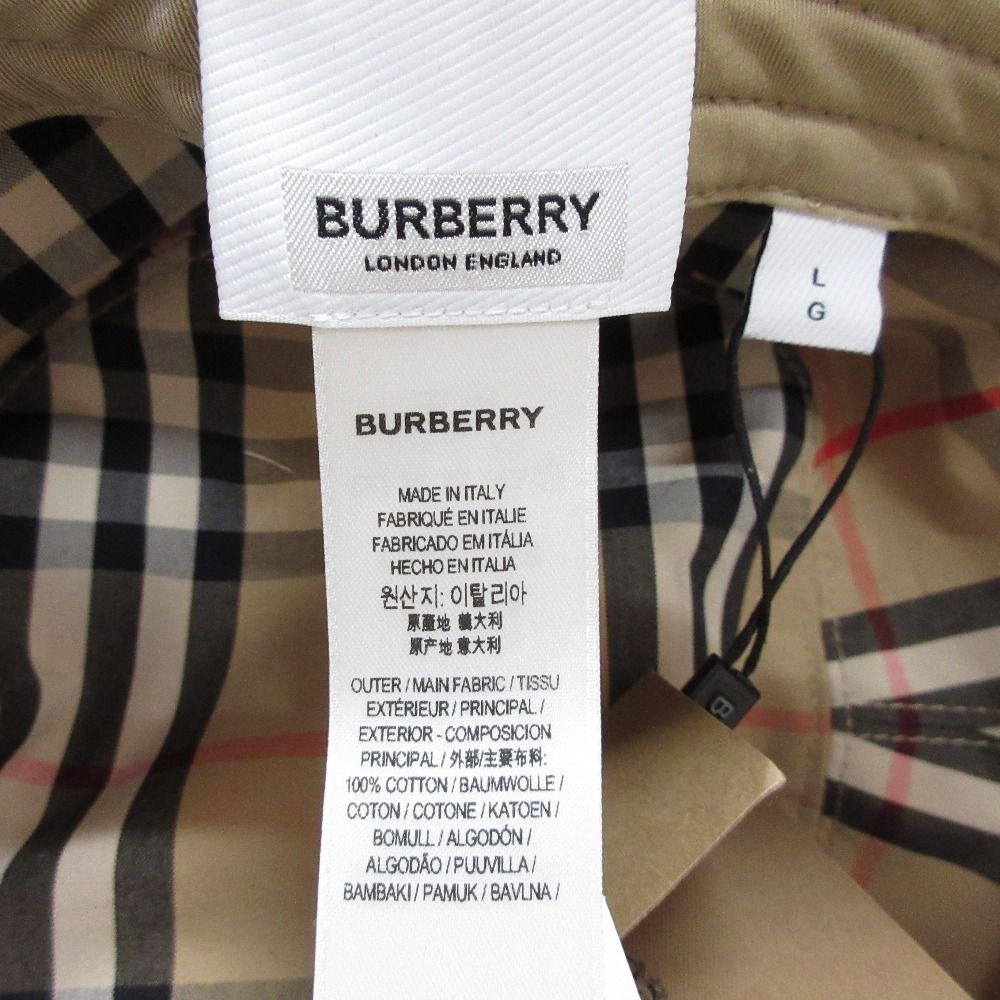 BURBERRY
LONDON ENGLAND
L
G
BURBERRY
MADE IN ITALY
FABRIQUÉ EN ITALIE
FABRICADO EM ITÁLIA
HECHO EN ITALIA
원산지: 이탈리아
原產地 義大利
原产地 意大利
OUTER / MAIN FABRIC / TISSU
EXTÉRIEUR / PRINCIPAL /
EXTERIOR - COMPOSICION
PRINCIPAL / 外部/主要布料:
100% COTTON / BAUMWOLLE /
COTON / COTONE / KATOEN /
BOMULL / ALGODÓN /
ALGODÃO / PUUVILLA /
BAMBAKI / PAMUK / BAVLNA /
B